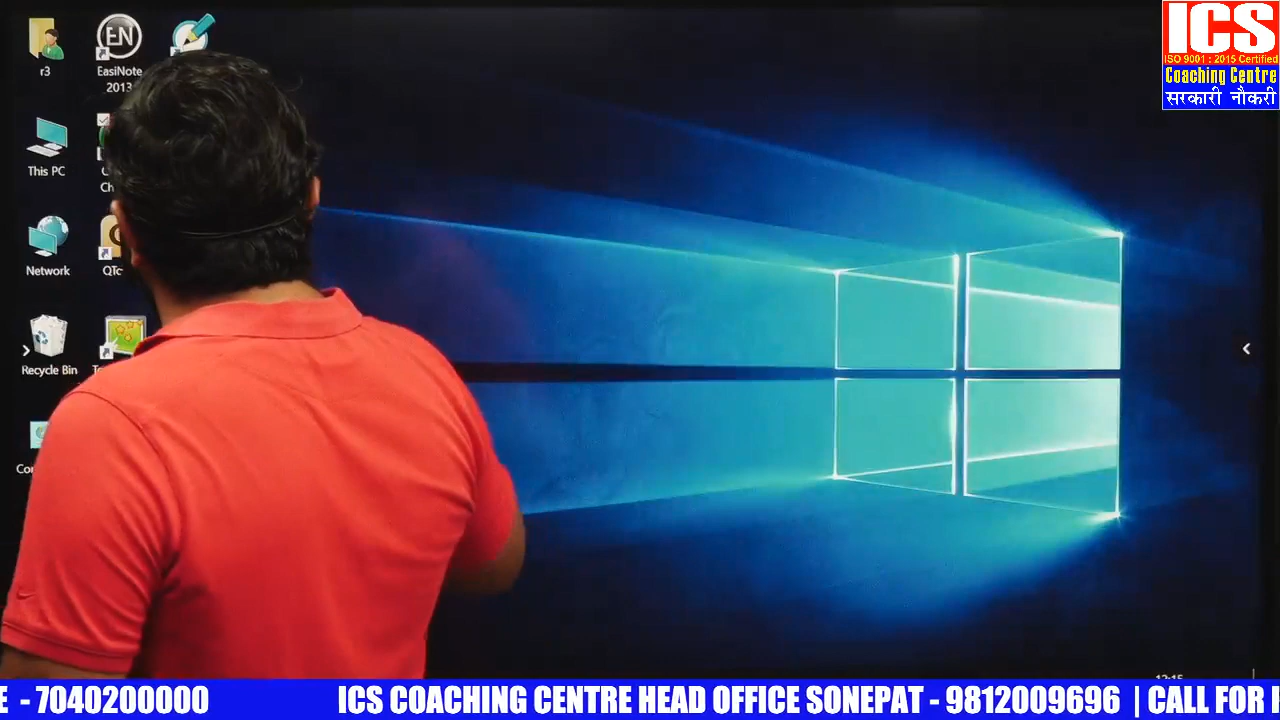 r3
EasiNote
2013
This PC
Network
QTc
Recycle Bin
ICS
ISO 9001 : 2015 Certified
Coaching Centre
सरकारी नौकरी
- 7040200000 ICS COACHING CENTRE HEAD OFFICE SONEPAT - 9812009696 | CALL FOR